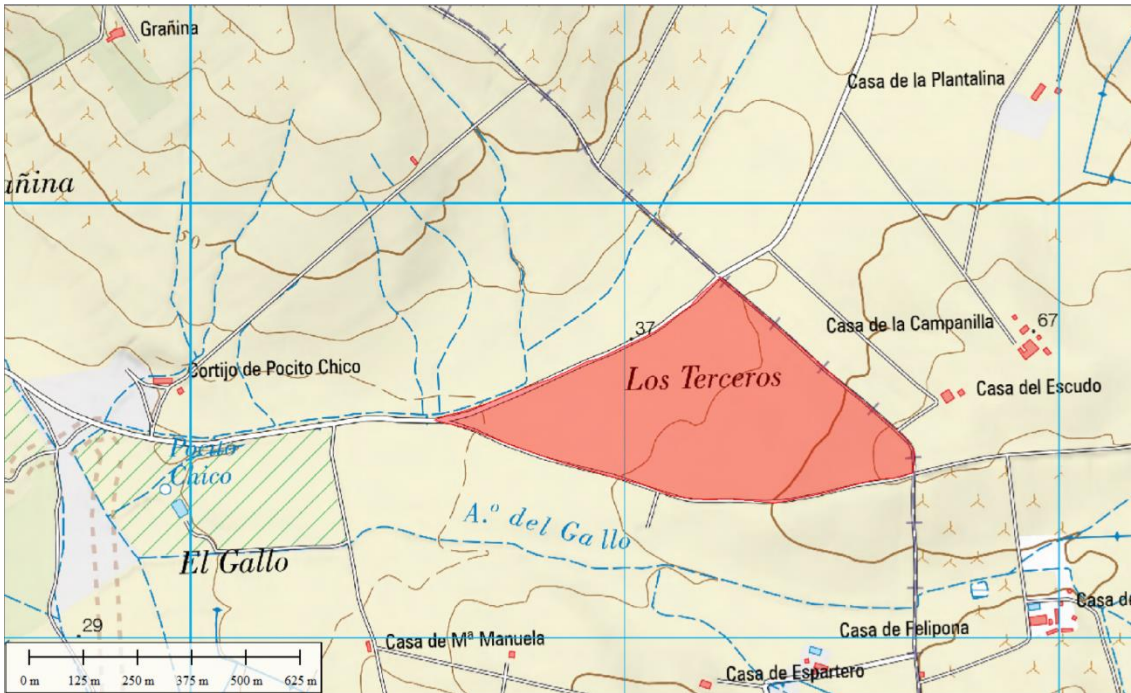 Grañina
Casa de la Plantalina
añina
50
37
Casa de la Campanilla
67
Los Terceros
Cortijo de Pocito Chico
Casa del Escudo
Pocito
Chico
A.º del Gallo
El Gallo
29
Casa de
Casa de Felipona
Casa de Mª Manuela
Casa de Espartero
0 m 125 m 250 m 375 m 500 m 625 m